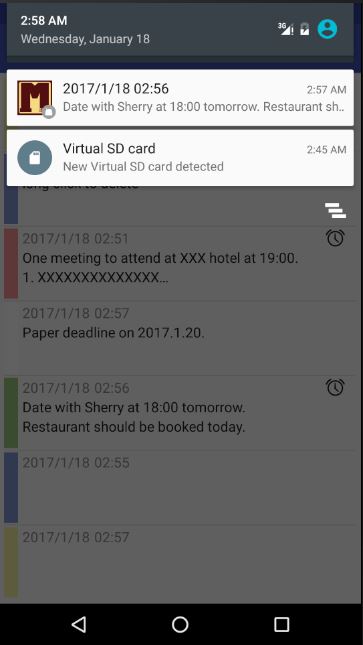 2:58 AM
Wednesday, January 18
3G
2017/1/18 02:56
2:57 AM
Date with Sherry at 18:00 tomorrow. Restaurant sh..
Virtual SD card
2:45 AM
New Virtual SD card detected
long click to delete
2017/1/18 02:51
One meeting to attend at XXX hotel at 19:00.
1. XXXXXXXXXXXXXX...
2017/1/18 02:57
Paper deadline on 2017.1.20.
2017/1/18 02:56
Date with Sherry at 18:00 tomorrow.
Restaurant should be booked today.
2017/1/18 02:55
2017/1/18 02:57